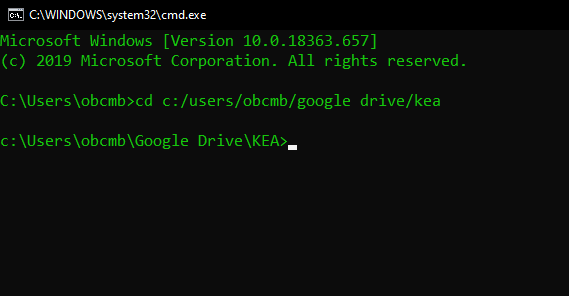 C:\WINDOWS\system32\cmd.exe
Microsoft Windows [Version 10.0.18363.657]
(c) 2019 Microsoft Corporation. All rights reserved.
C:\Users\obcmb>cd c:/users/obcmb/google drive/kea
c:\Users\obcmb\Google Drive\KEA>